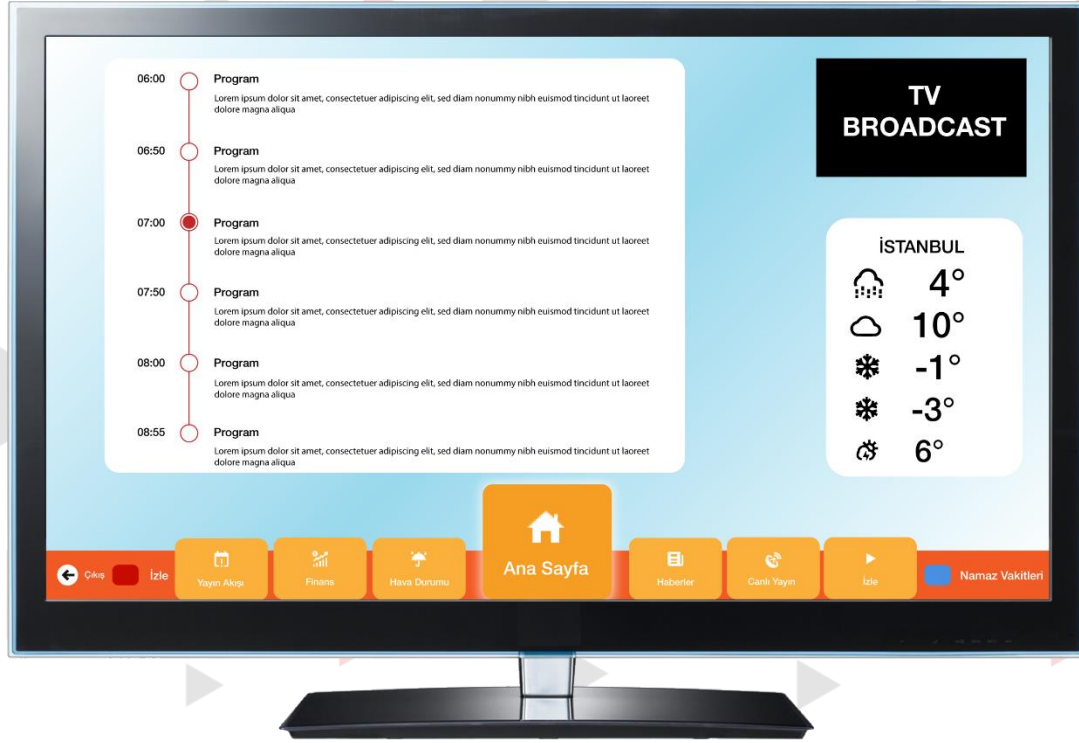 06:00
Program
Lorem ipsum dolor sit amet, consectetuer adipiscing elit, sed diam nonummy nibh euismod tincidunt ut laoreet
dolore magna aliqua
06:50
Program
Lorem ipsum dolor sit amet, consectetuer adipiscing elit, sed diam nonummy nibh euismod tincidunt ut laoreet
dolore magna aliqua
07:00
Program
Lorem ipsum dolor sit amet, consectetuer adipiscing elit, sed diam nonummy nibh euismod tincidunt ut laoreet
dolore magna aliqua
07:50
Program
Lorem ipsum dolor sit amet, consectetuer adipiscing elit, sed diam nonummy nibh euismod tincidunt ut laoreet
dolore magna aliqua
08:00
Program
Lorem ipsum dolor sit amet, consectetuer adipiscing elit, sed diam nonummy nibh euismod tincidunt ut laoreet
dolore magna aliqua
08:55
Program
Lorem ipsum dolor sit amet, consectetuer adipiscing elit, sed diam nonummy nibh euismod tincidunt ut laoreet
dolore magna aliqua
TV
BROADCAST
İSTANBUL
4°
10°
-1°
-3°
6°
Çıkış
İzle
Yayın Akışı
Finans
Hava Durumu
Ana Sayfa
Haberler
Canlı Yayın
İzle
Namaz Vakitleri